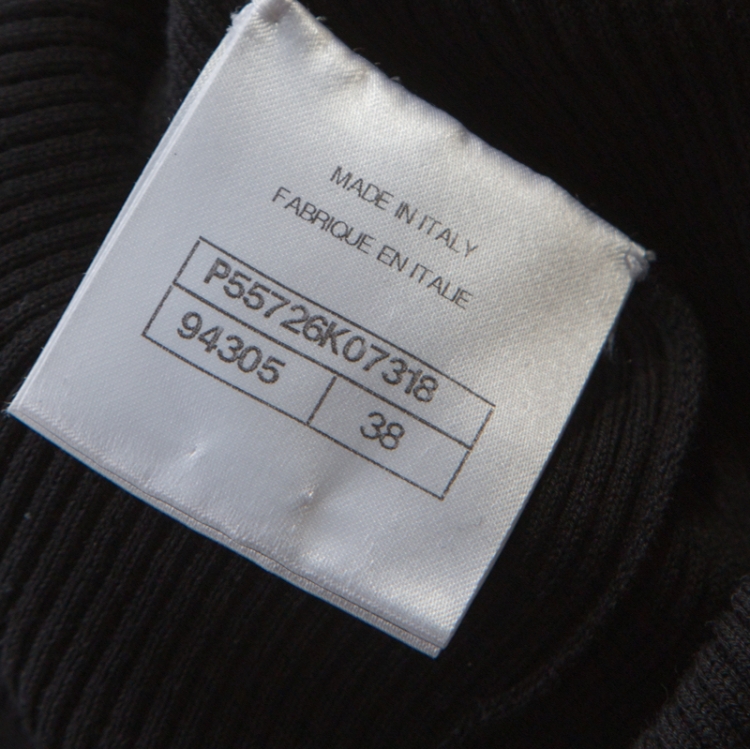 MADE IN ITALY
FABRIQUE EN ITALIE
P55726K07318
94305 38